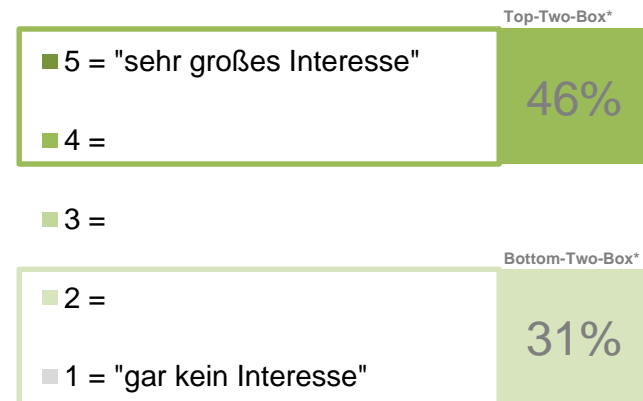 Top-Two-Box*
5 = "sehr großes Interesse"
46%
4 =
3 =
Bottom-Two-Box*
2 =
31%
1 = "gar kein Interesse"